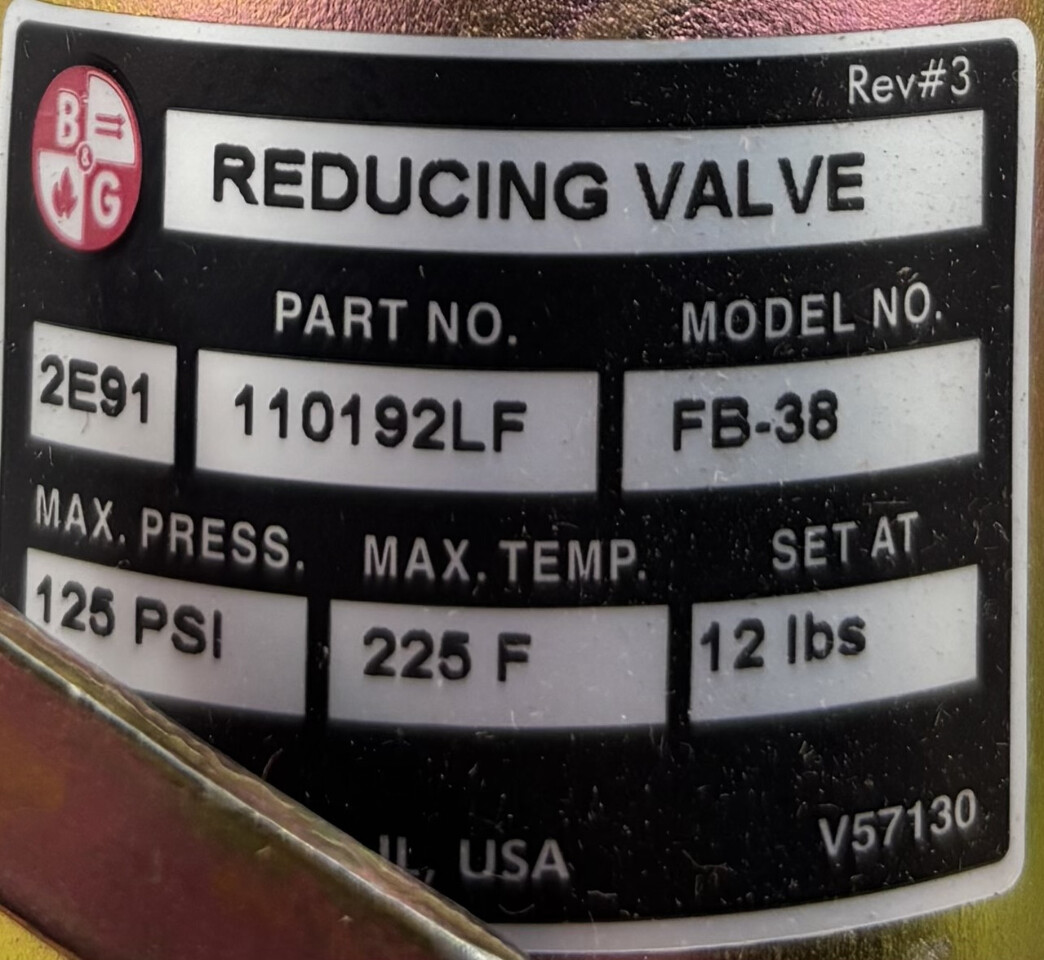 Rev#3
B & G
REDUCING VALVE
PART NO. MODEL NO.
2E91 110192LF FB-38
MAX. PRESS. MAX. TEMP. SET AT
125 PSI 225 F 12 lbs
V57130
IL, USA